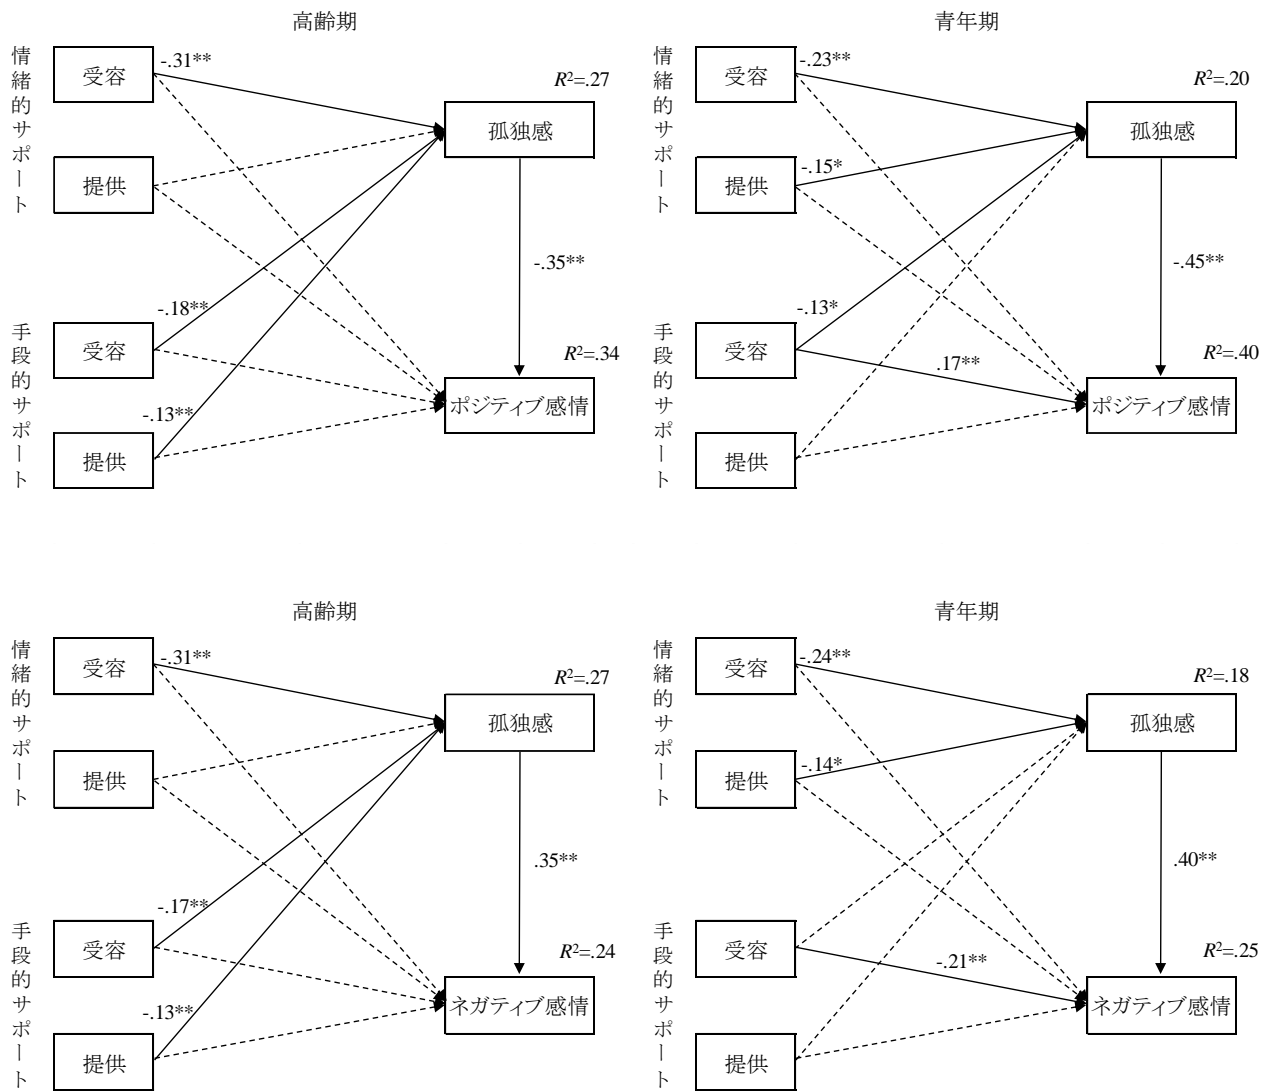 高齢期
情緒的サポート
受容
-.31**
R²=.27
孤独感
提供
-.35**
手段的サポート
-.18**
受容
R²=.34
ポジティブ感情
-.13**
提供
青年期
情緒的サポート
受容
-.23**
R²=.20
孤独感
提供
-.15*
-.45**
手段的サポート
-.13*
受容
.17**
R²=.40
ポジティブ感情
提供
高齢期
情緒的サポート
受容
-.31**
R²=.27
孤独感
提供
.35**
手段的サポート
-.17**
受容
R²=.24
ネガティブ感情
-.13**
提供
青年期
情緒的サポート
受容
-.24**
R²=.18
孤独感
提供
-.14*
.40**
手段的サポート
受容
-.21**
R²=.25
ネガティブ感情
提供